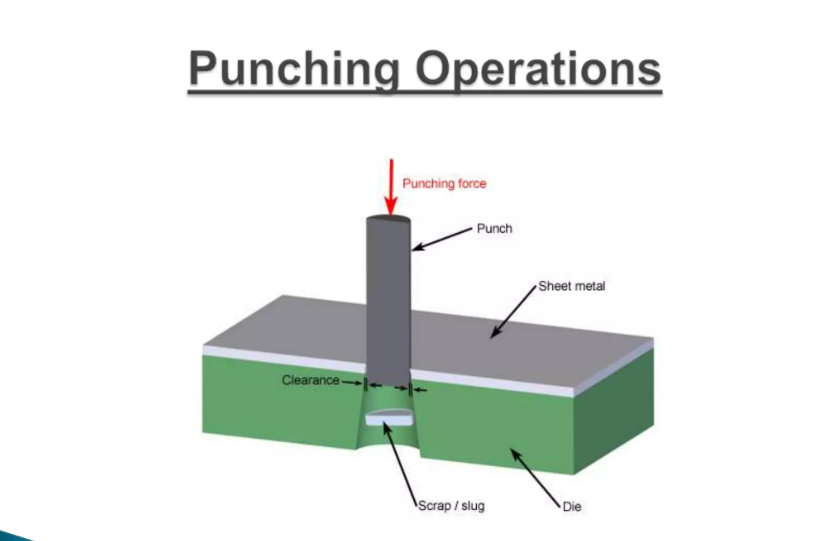 Punching Operations
Punching force
Punch
Sheet metal
Clearance
Scrap / slug
Die